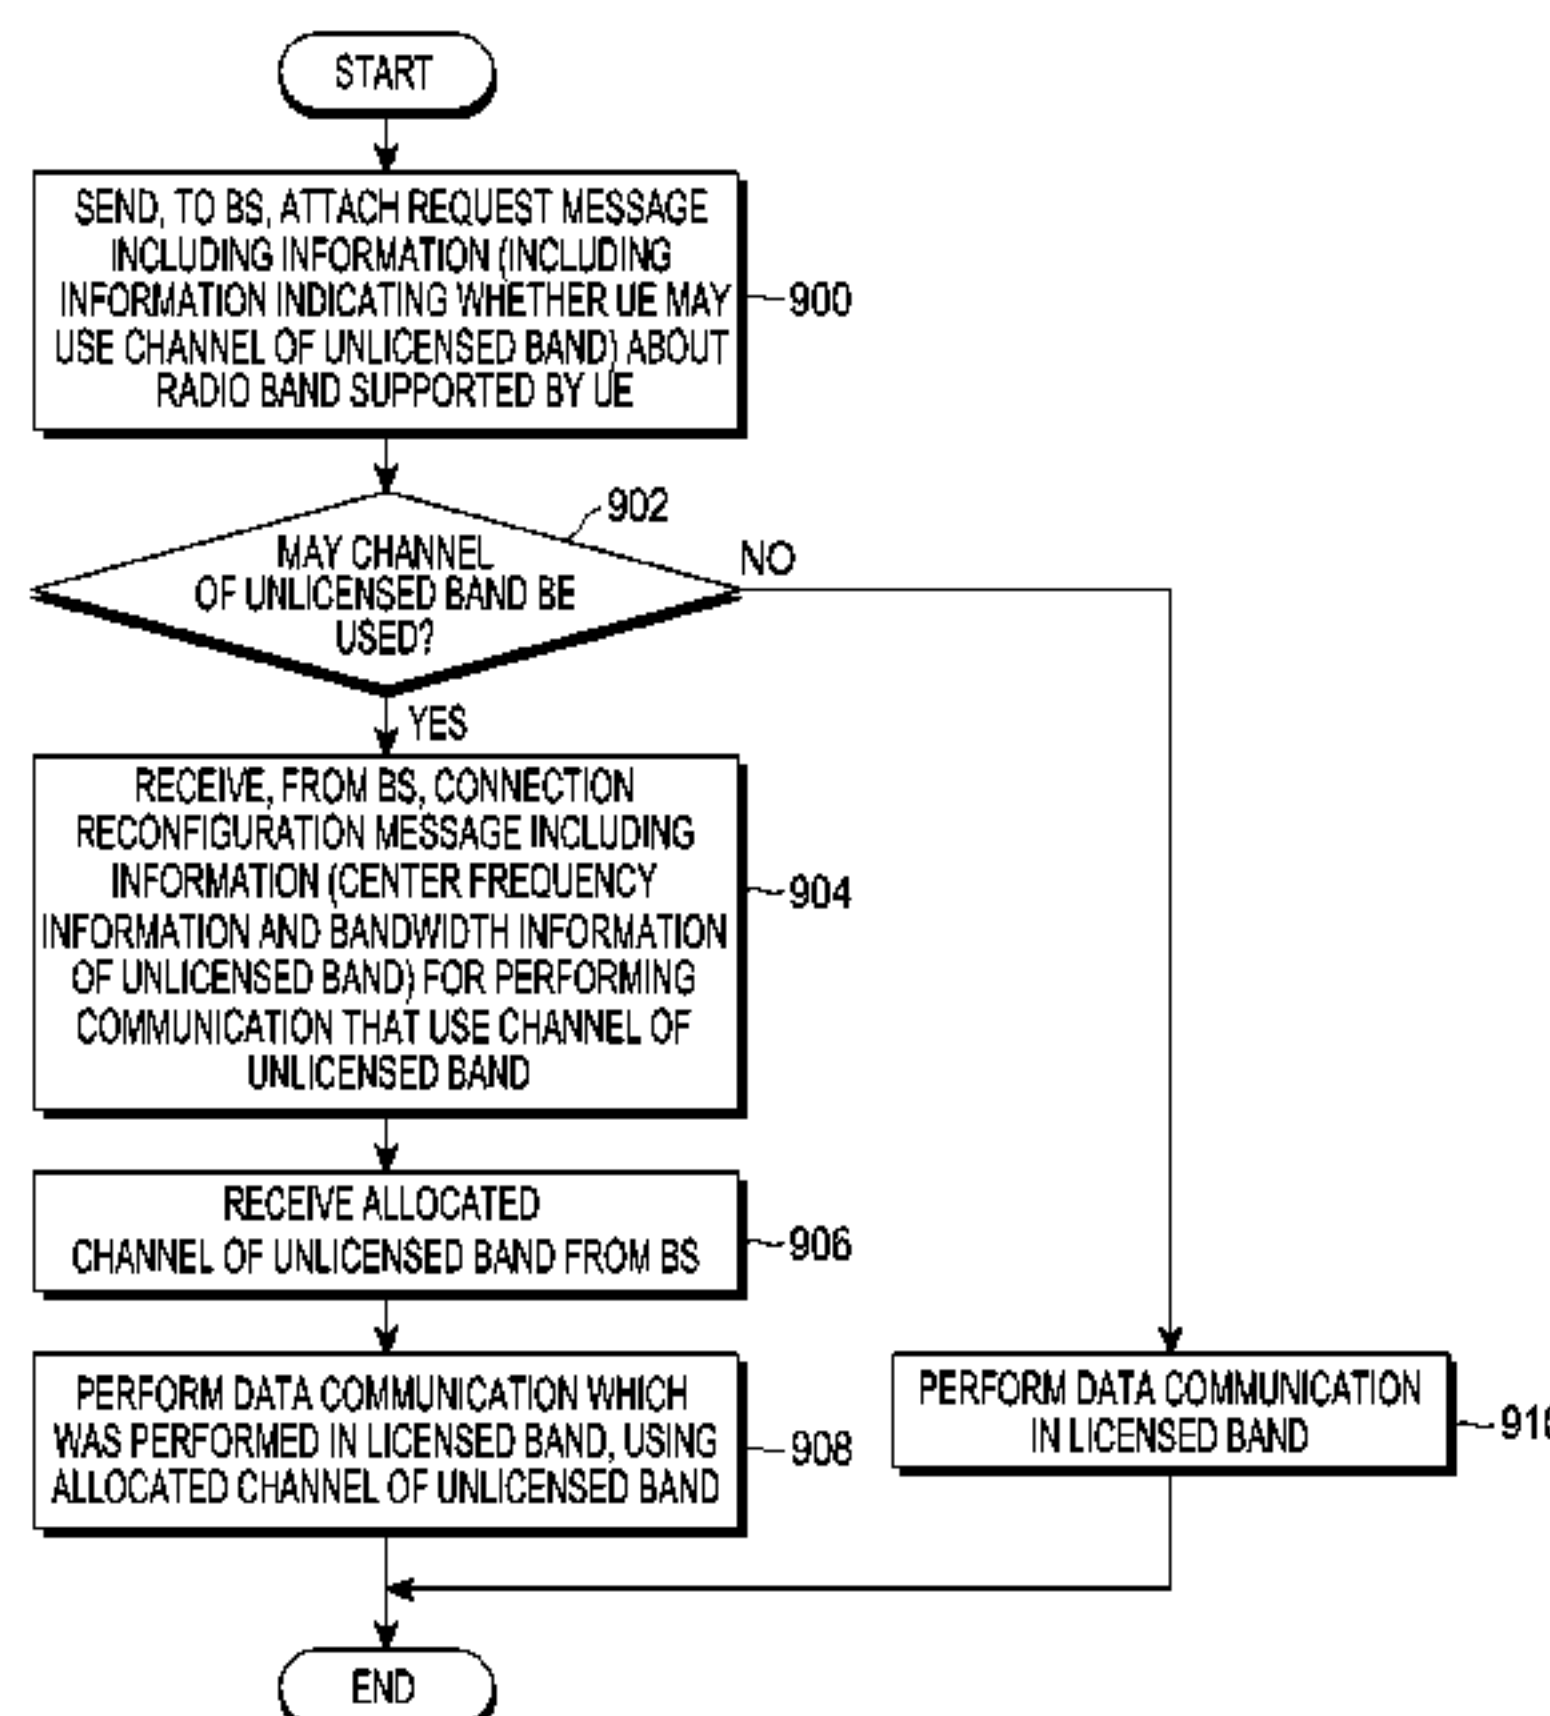 START
SEND, TO BS, ATTACH REQUEST MESSAGE
INCLUDING INFORMATION (INCLUDING
INFORMATION INDICATING WHETHER UE MAY
USE CHANNEL OF UNLICENSED BAND) ABOUT
RADIO BAND SUPPORTED BY UE
900
902
MAY CHANNEL
OF UNLICENSED BAND BE
USED?
NO
YES
RECEIVE, FROM BS, CONNECTION
RECONFIGURATION MESSAGE INCLUDING
INFORMATION (CENTER FREQUENCY
INFORMATION AND BANDWIDTH INFORMATION
OF UNLICENSED BAND) FOR PERFORMING
COMMUNICATION THAT USE CHANNEL OF
UNLICENSED BAND
904
RECEIVE ALLOCATED
CHANNEL OF UNLICENSED BAND FROM BS
906
PERFORM DATA COMMUNICATION WHICH
WAS PERFORMED IN LICENSED BAND, USING
ALLOCATED CHANNEL OF UNLICENSED BAND
908
PERFORM DATA COMMUNICATION
IN LICENSED BAND
END